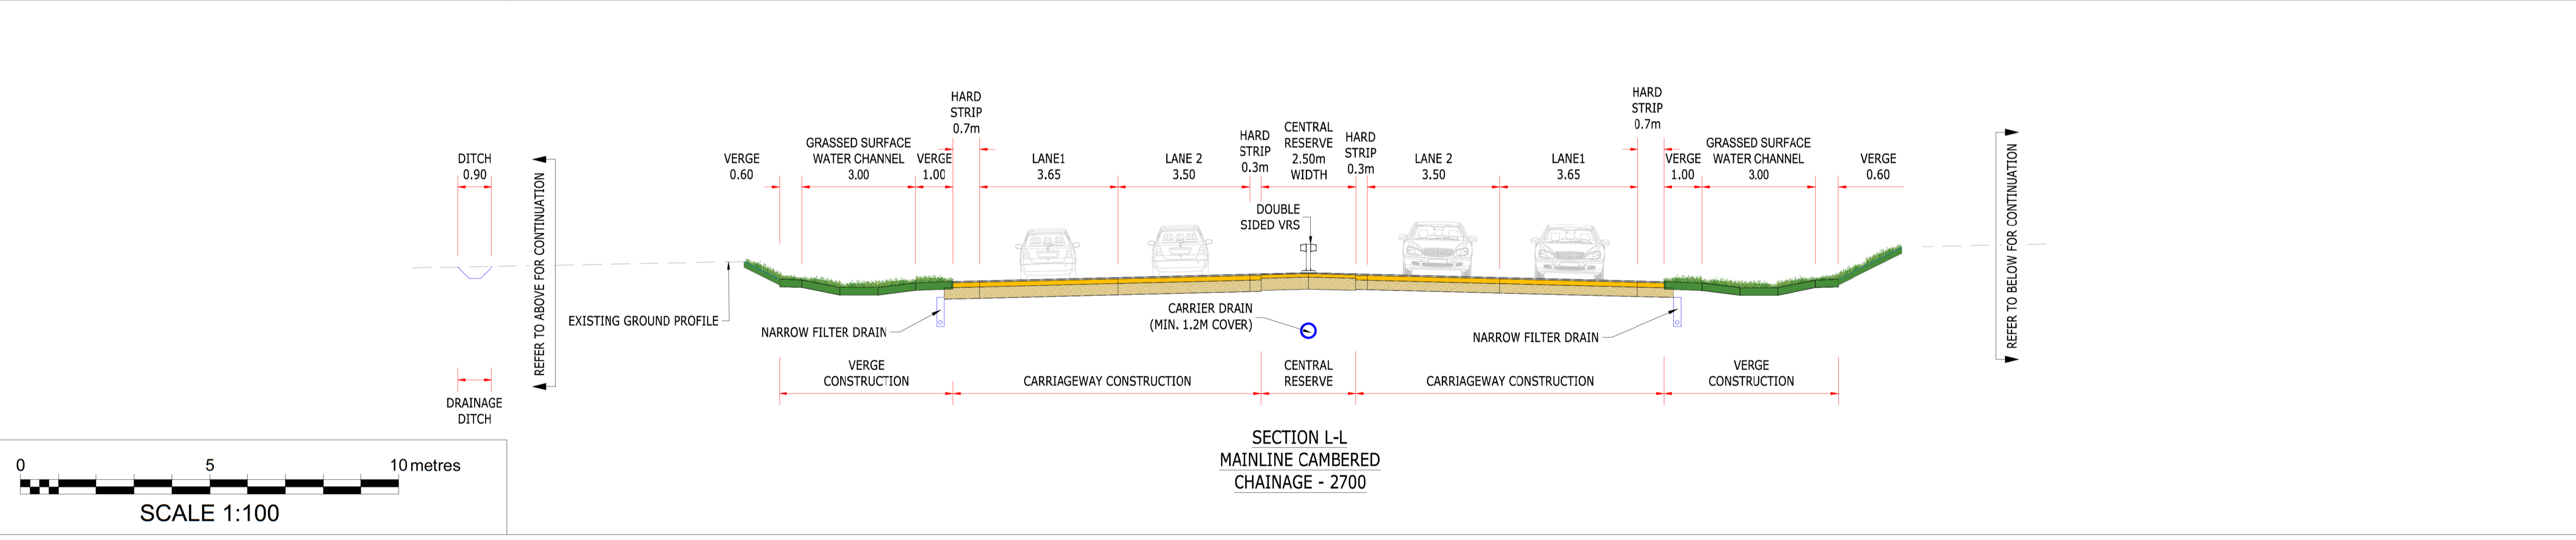 HARD
STRIP
0.7m
HARD
STRIP
0.7m
DITCH
0.90
VERGE
0.60
GRASSED SURFACE
WATER CHANNEL
3.00
VERGE
1.00
LANE1
3.65
LANE 2
3.50
HARD
STRIP
0.3m
CENTRAL
RESERVE
2.50m
WIDTH
HARD
STRIP
0.3m
LANE 2
3.50
LANE1
3.65
VERGE
1.00
GRASSED SURFACE
WATER CHANNEL
3.00
VERGE
0.60
REFER TO ABOVE FOR CONTINUATION
REFER TO BELOW FOR CONTINUATION
DOUBLE
SIDED VRS
EXISTING GROUND PROFILE
NARROW FILTER DRAIN
CARRIER DRAIN
(MIN. 1.2M COVER)
NARROW FILTER DRAIN
VERGE
CONSTRUCTION
CARRIAGEWAY CONSTRUCTION
CENTRAL
RESERVE
CARRIAGEWAY CONSTRUCTION
VERGE
CONSTRUCTION
DRAINAGE
DITCH
SECTION L-L
MAINLINE CAMBERED
CHAINAGE - 2700
0 5 10 metres
SCALE 1:100